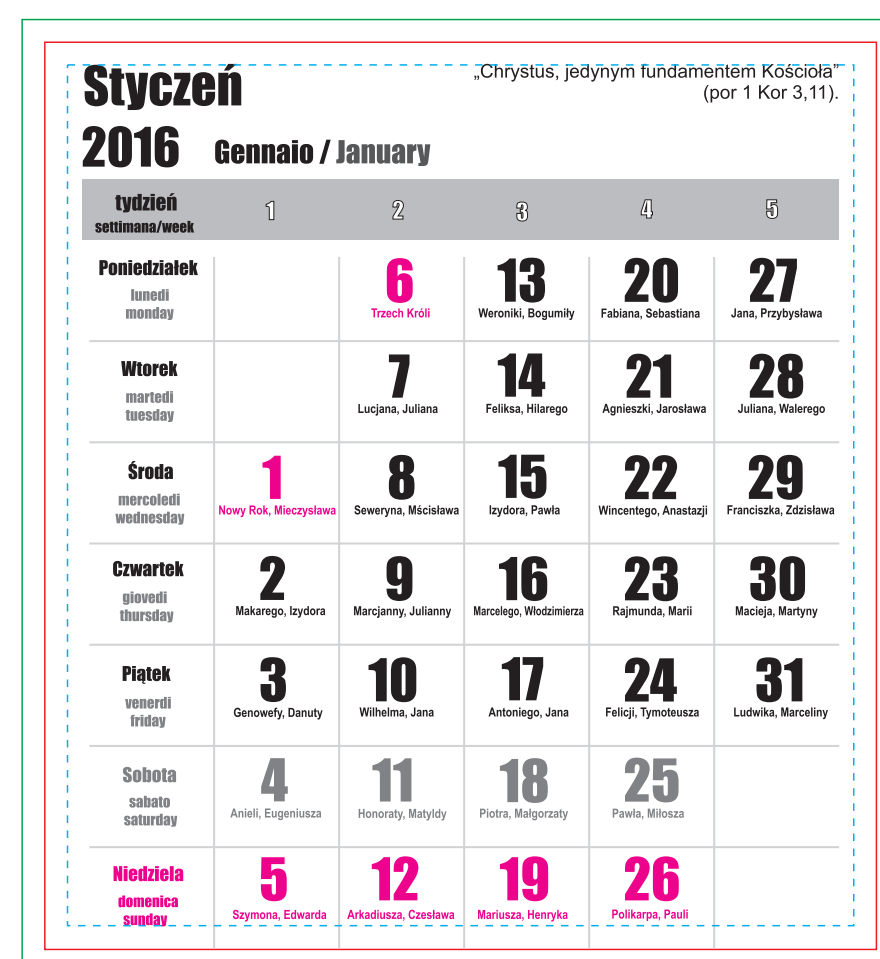 Styczeń
„Chrystus, jedynym fundamentem Kościoła”
(por 1 Kor 3,11).
2016 Gennaio / January
tydzień
settimana/week
1 2 3 4 5
Poniedziałek
lunedi
monday
6 13 20 27
Trzech Króli Weroniki, Bogumiły Fabiana, Sebastiana Jana, Przybysława
Wtorek
martedi
tuesday
7 14 21 28
Lucjana, Juliana Feliksa, Hilarego Agnieszki, Jarosława Juliana, Walerego
Środa
mercoledi
wednesday
1 8 15 22 29
Nowy Rok, Mieczysława Seweryna, Mścisława Izydora, Pawła Wincentego, Anastazji Franciszka, Zdzisława
Czwartek
giovedi
thursday
2 9 16 23 30
Makarego, Izydora Marcjanny, Julianny Marcelego, Włodzimierza Rajmunda, Marii Macieja, Martyny
Piątek
venerdi
friday
3 10 17 24 31
Genowefy, Danuty Wilhelma, Jana Antoniego, Jana Felicji, Tymoteusza Ludwika, Marceliny
Sobota
sabato
saturday
4 11 18 25
Anieli, Eugeniusza Honoraty, Matyldy Piotra, Małgorzaty Pawła, Miłosza
Niedziela
domenica
sunday
5 12 19 26
Szymona, Edwarda Arkadiusza, Czesława Mariusza, Henryka Polikarpa, Pauli